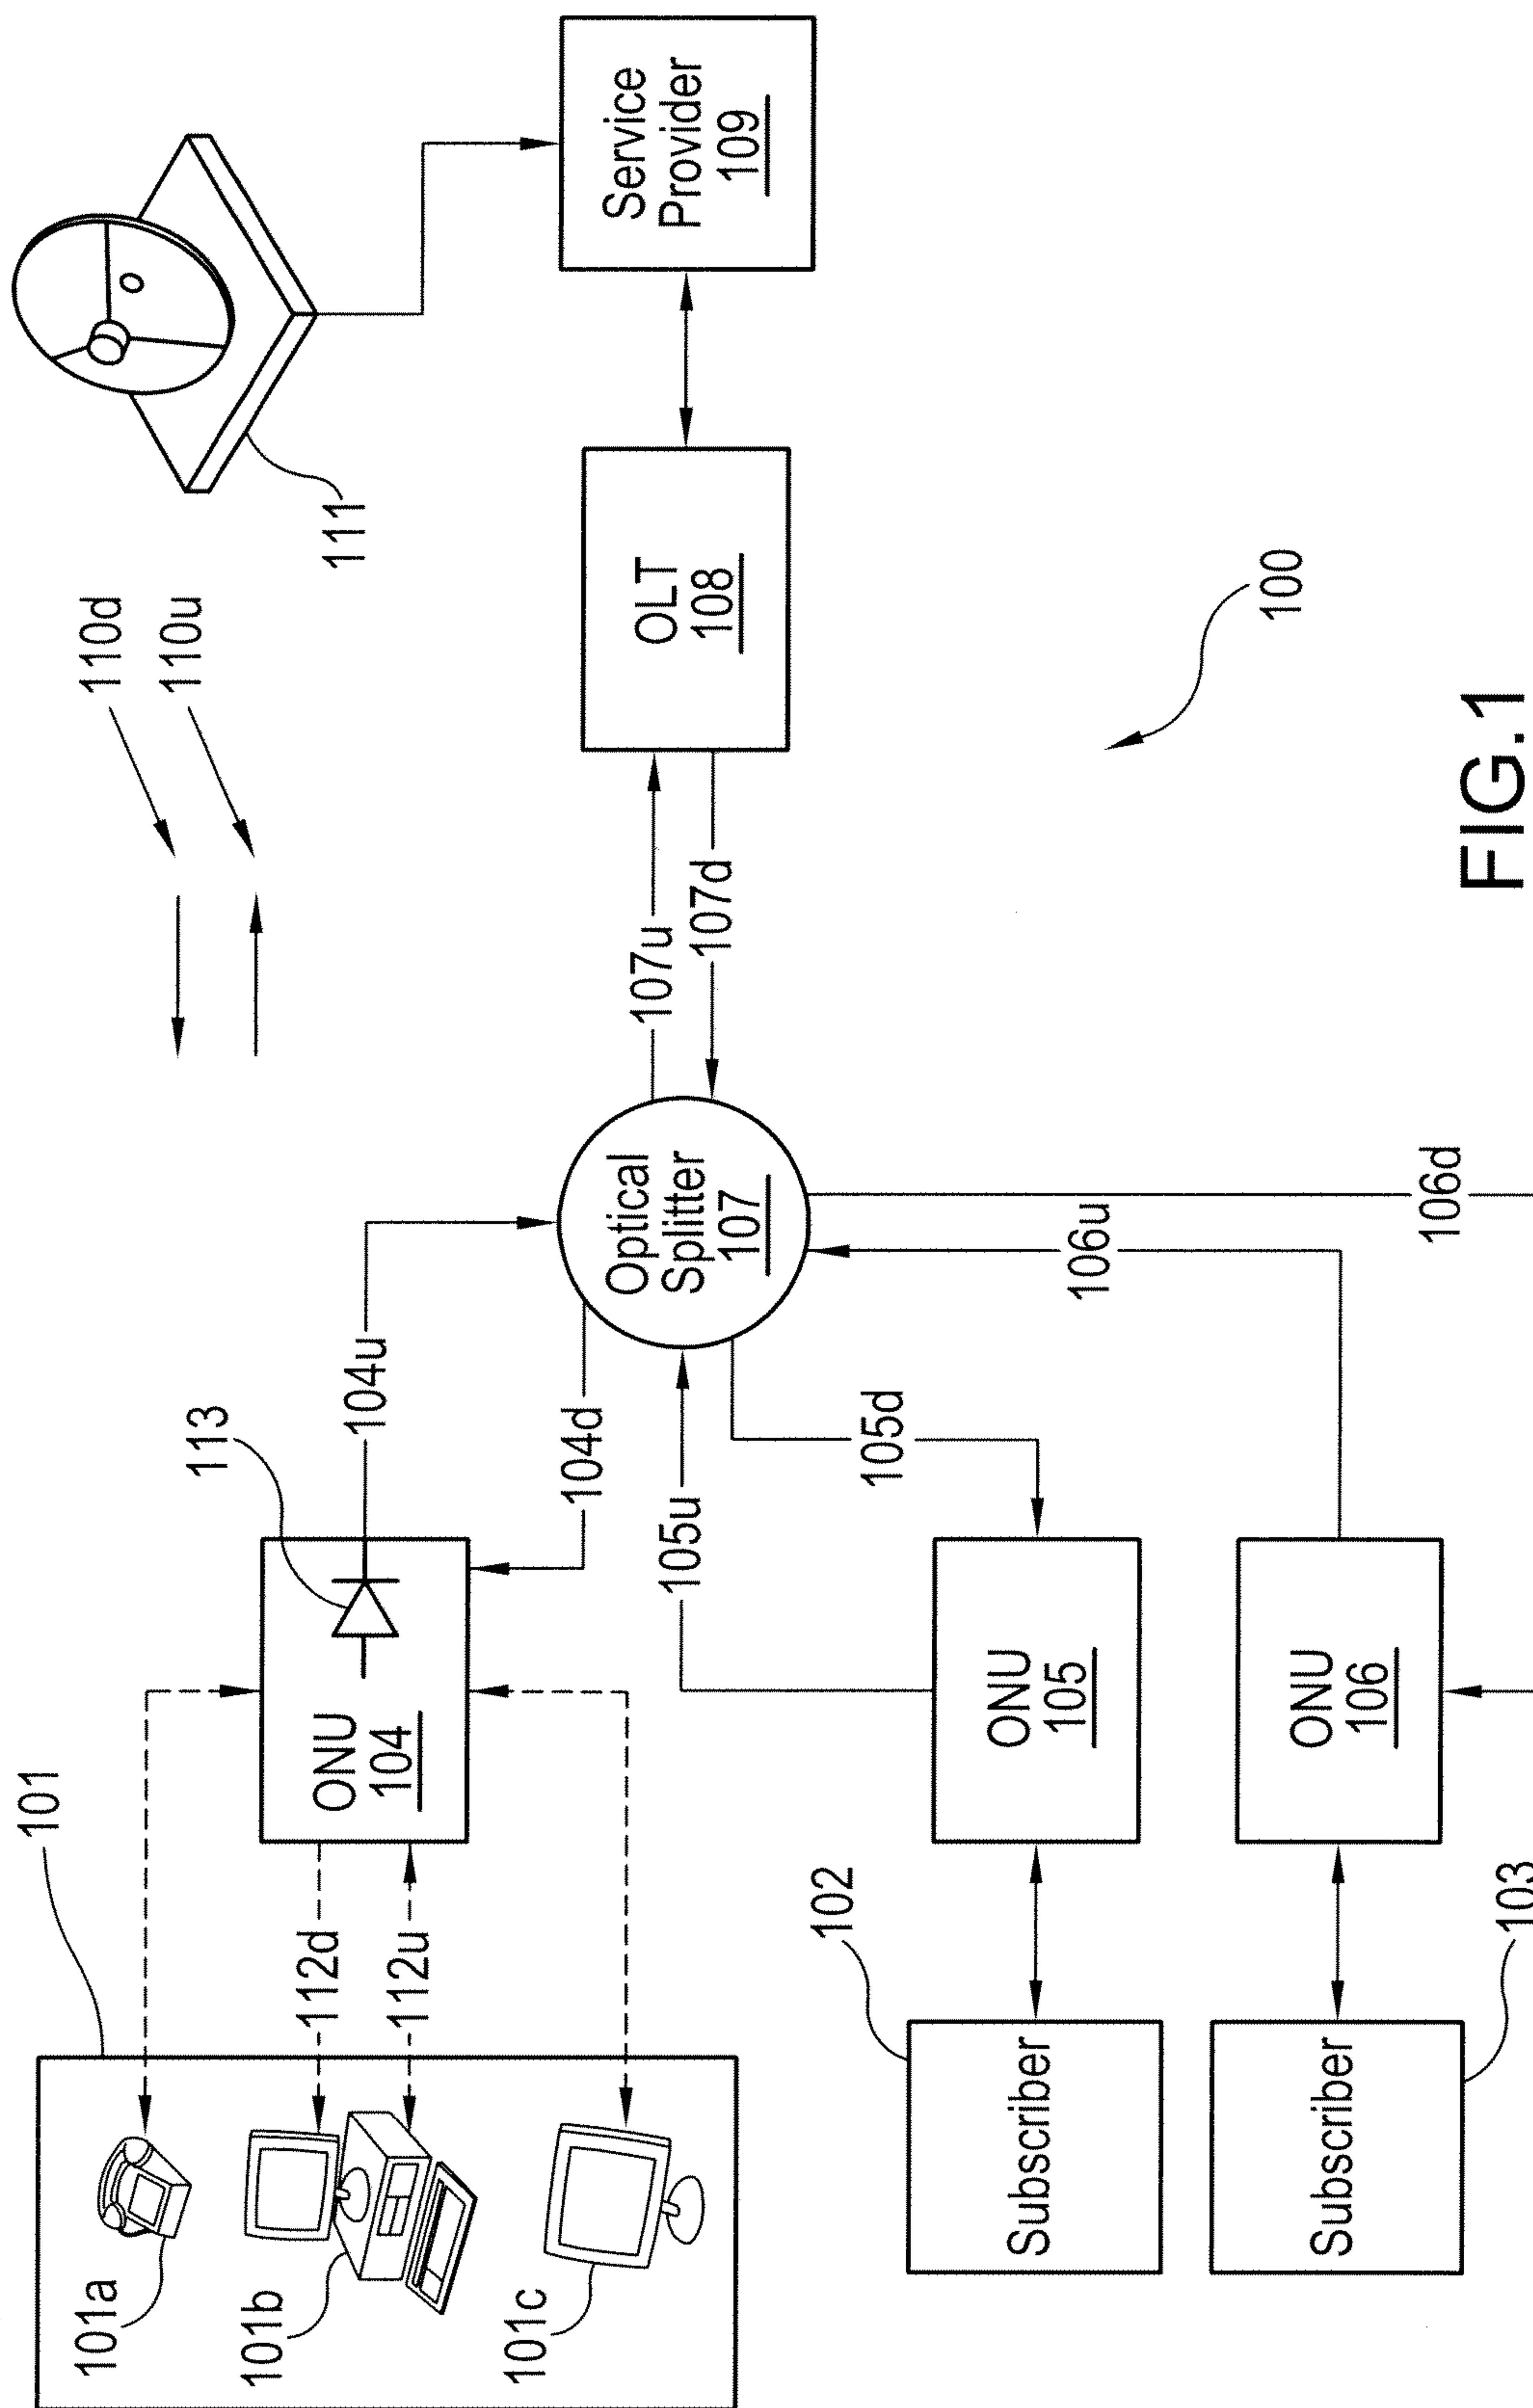 101
101a
101b
101c
112d
112u
ONU
104
113
104u
104d
110d
110u
111
Service
Provider
109
OLT
108
107u
107d
Optical
Splitter
107
105u
105d
106u
106d
102
Subscriber
ONU
105
103
Subscriber
ONU
106
100
FIG.1